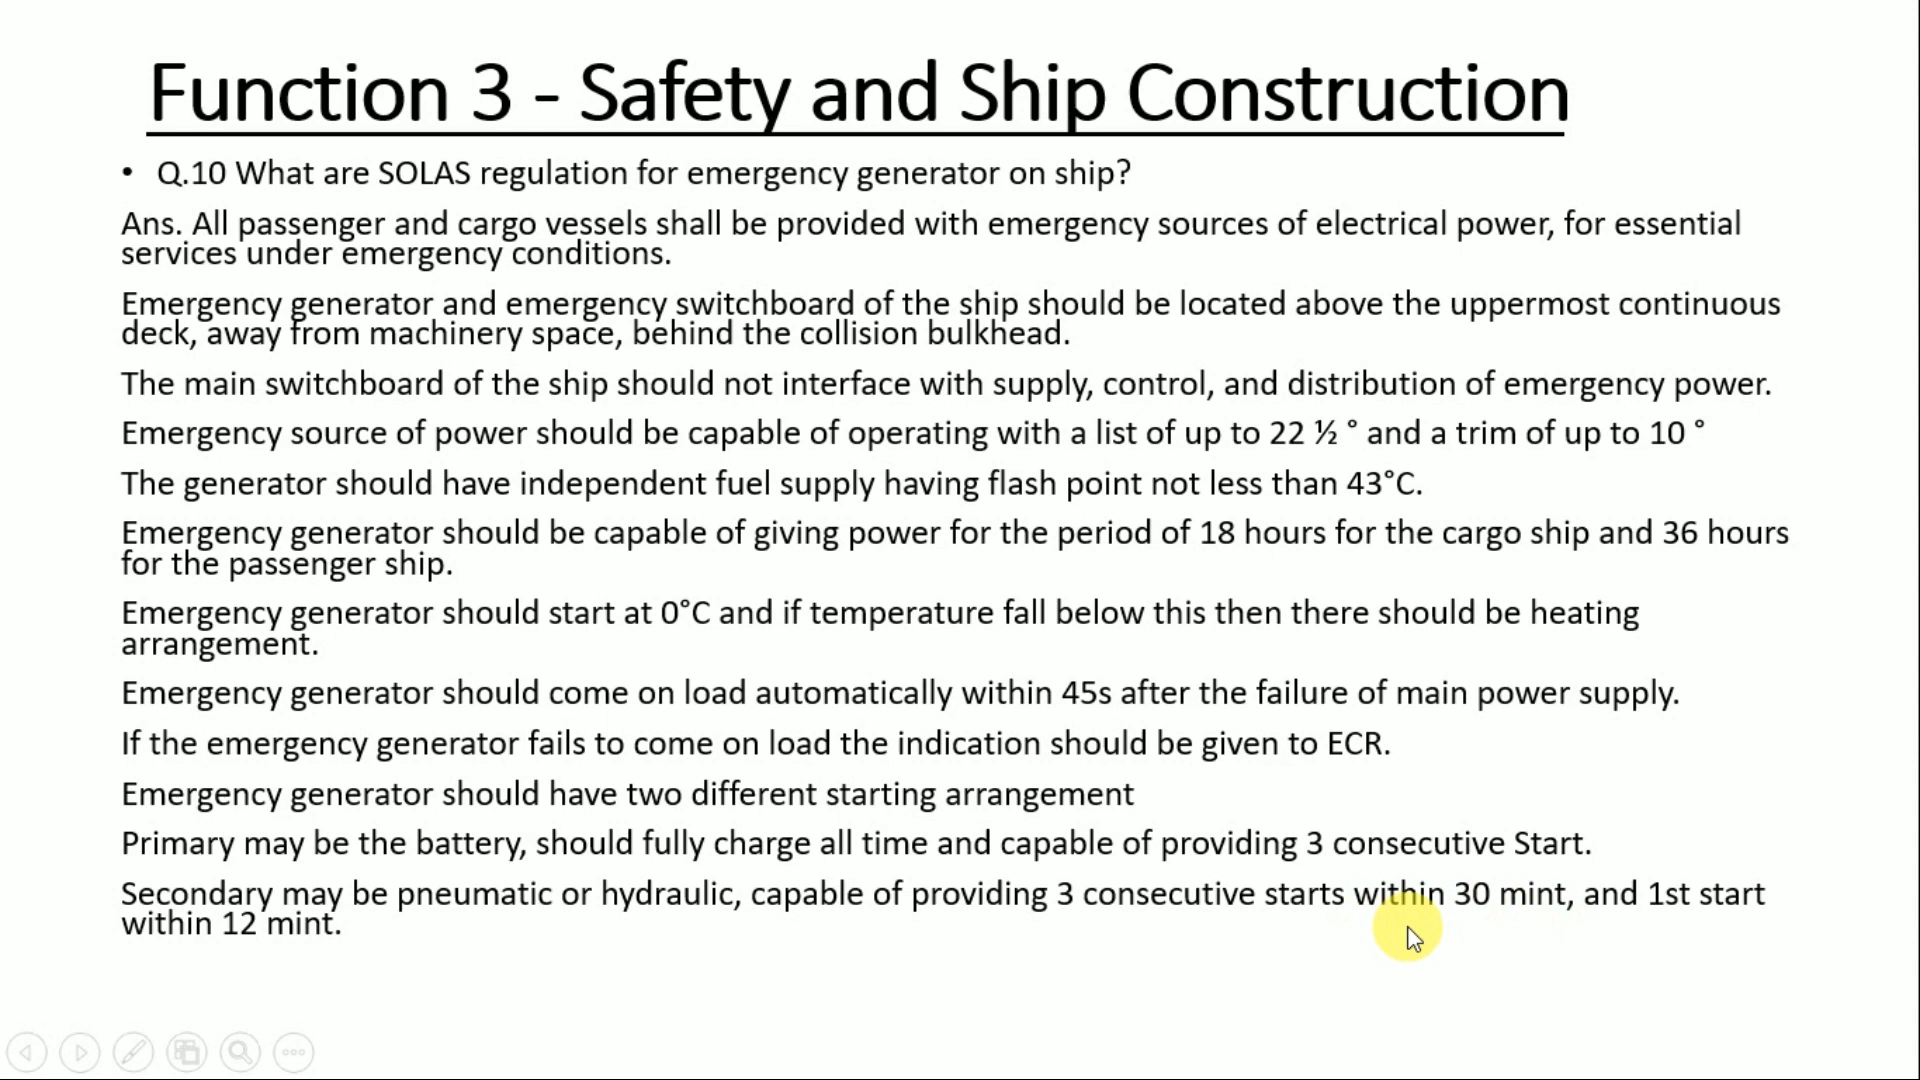 Function 3 - Safety and Ship Construction
• Q.10 What are SOLAS regulation for emergency generator on ship?
Ans. All passenger and cargo vessels shall be provided with emergency sources of electrical power, for essential
services under emergency conditions.
Emergency generator and emergency switchboard of the ship should be located above the uppermost continuous
deck, away from machinery space, behind the collision bulkhead.
The main switchboard of the ship should not interface with supply, control, and distribution of emergency power.
Emergency source of power should be capable of operating with a list of up to 22 ½ ° and a trim of up to 10 °
The generator should have independent fuel supply having flash point not less than 43°C.
Emergency generator should be capable of giving power for the period of 18 hours for the cargo ship and 36 hours
for the passenger ship.
Emergency generator should start at 0°C and if temperature fall below this then there should be heating
arrangement.
Emergency generator should come on load automatically within 45s after the failure of main power supply.
If the emergency generator fails to come on load the indication should be given to ECR.
Emergency generator should have two different starting arrangement
Primary may be the battery, should fully charge all time and capable of providing 3 consecutive Start.
Secondary may be pneumatic or hydraulic, capable of providing 3 consecutive starts within 30 mint, and 1st start
within 12 mint.